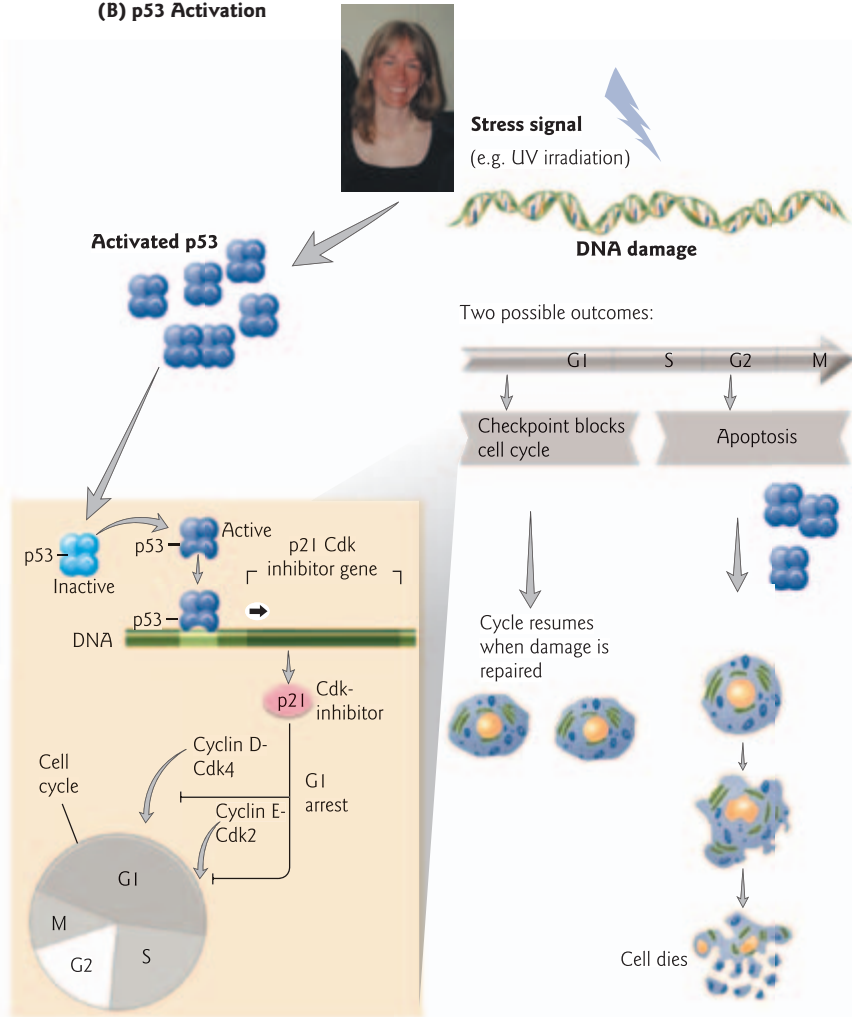 (B) p53 Activation
Stress signal
(e.g. UV irradiation)
Activated p53
DNA damage
Two possible outcomes:
G1 S G2 M
Checkpoint blocks
cell cycle
Apoptosis
p53
Inactive
p53
Active
p21 Cdk
inhibitor gene
p53
DNA
p21
Cdk-
inhibitor
Cyclin D-
Cdk4
Cell
cycle
G1
arrest
Cyclin E-
Cdk2
G1
M
G2
S
Cycle resumes
when damage is
repaired
Cell dies